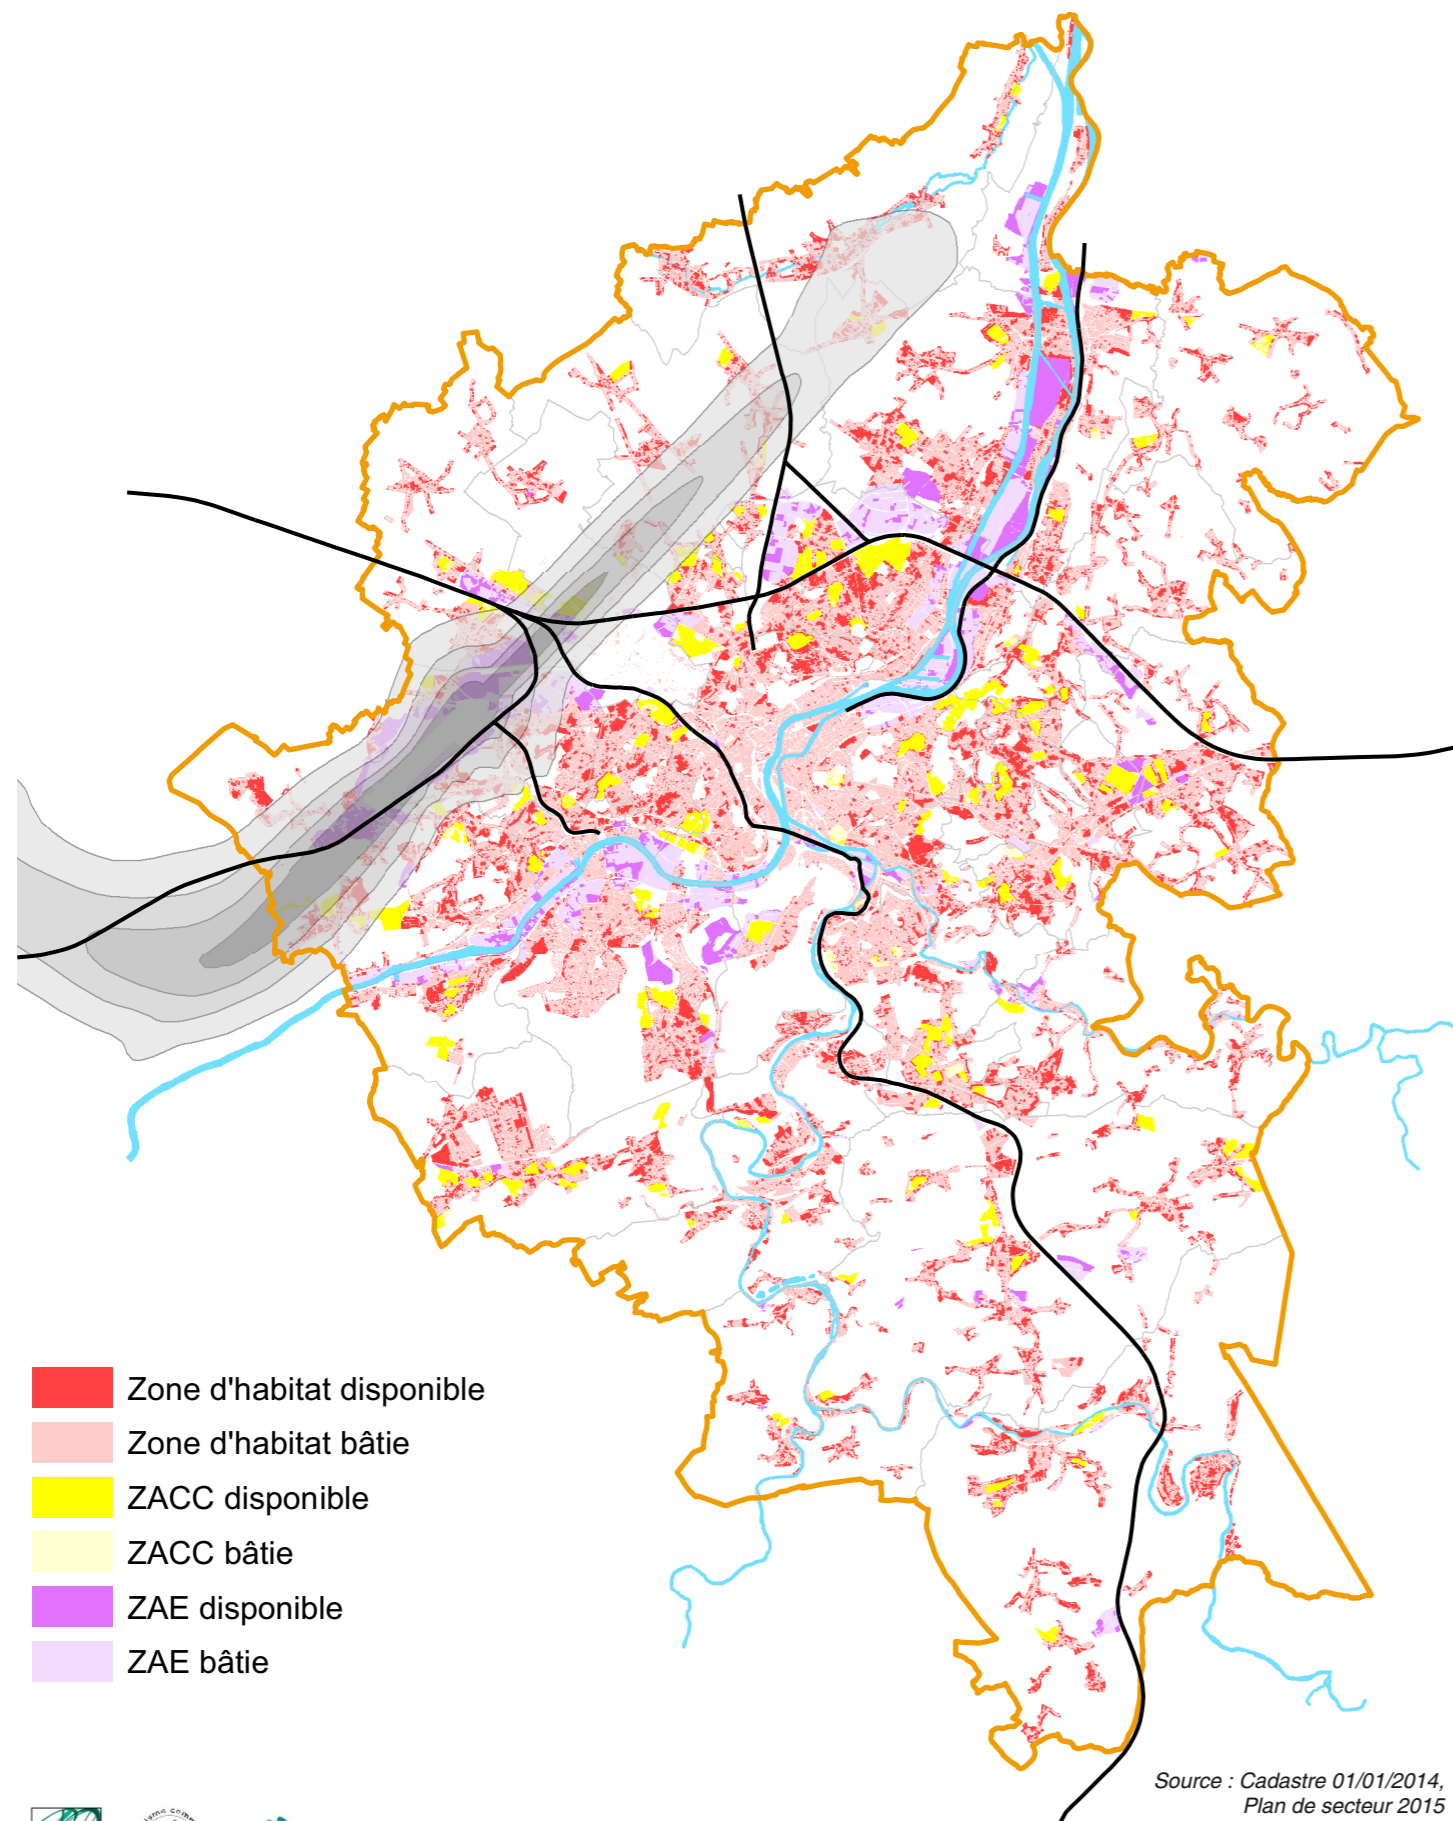 Zone d'habitat disponible
Zone d'habitat bâtie
ZACC disponible
ZACC bâtie
ZAE disponible
ZAE bâtie
Source : Cadastre 01/01/2014,
Plan de secteur 2015